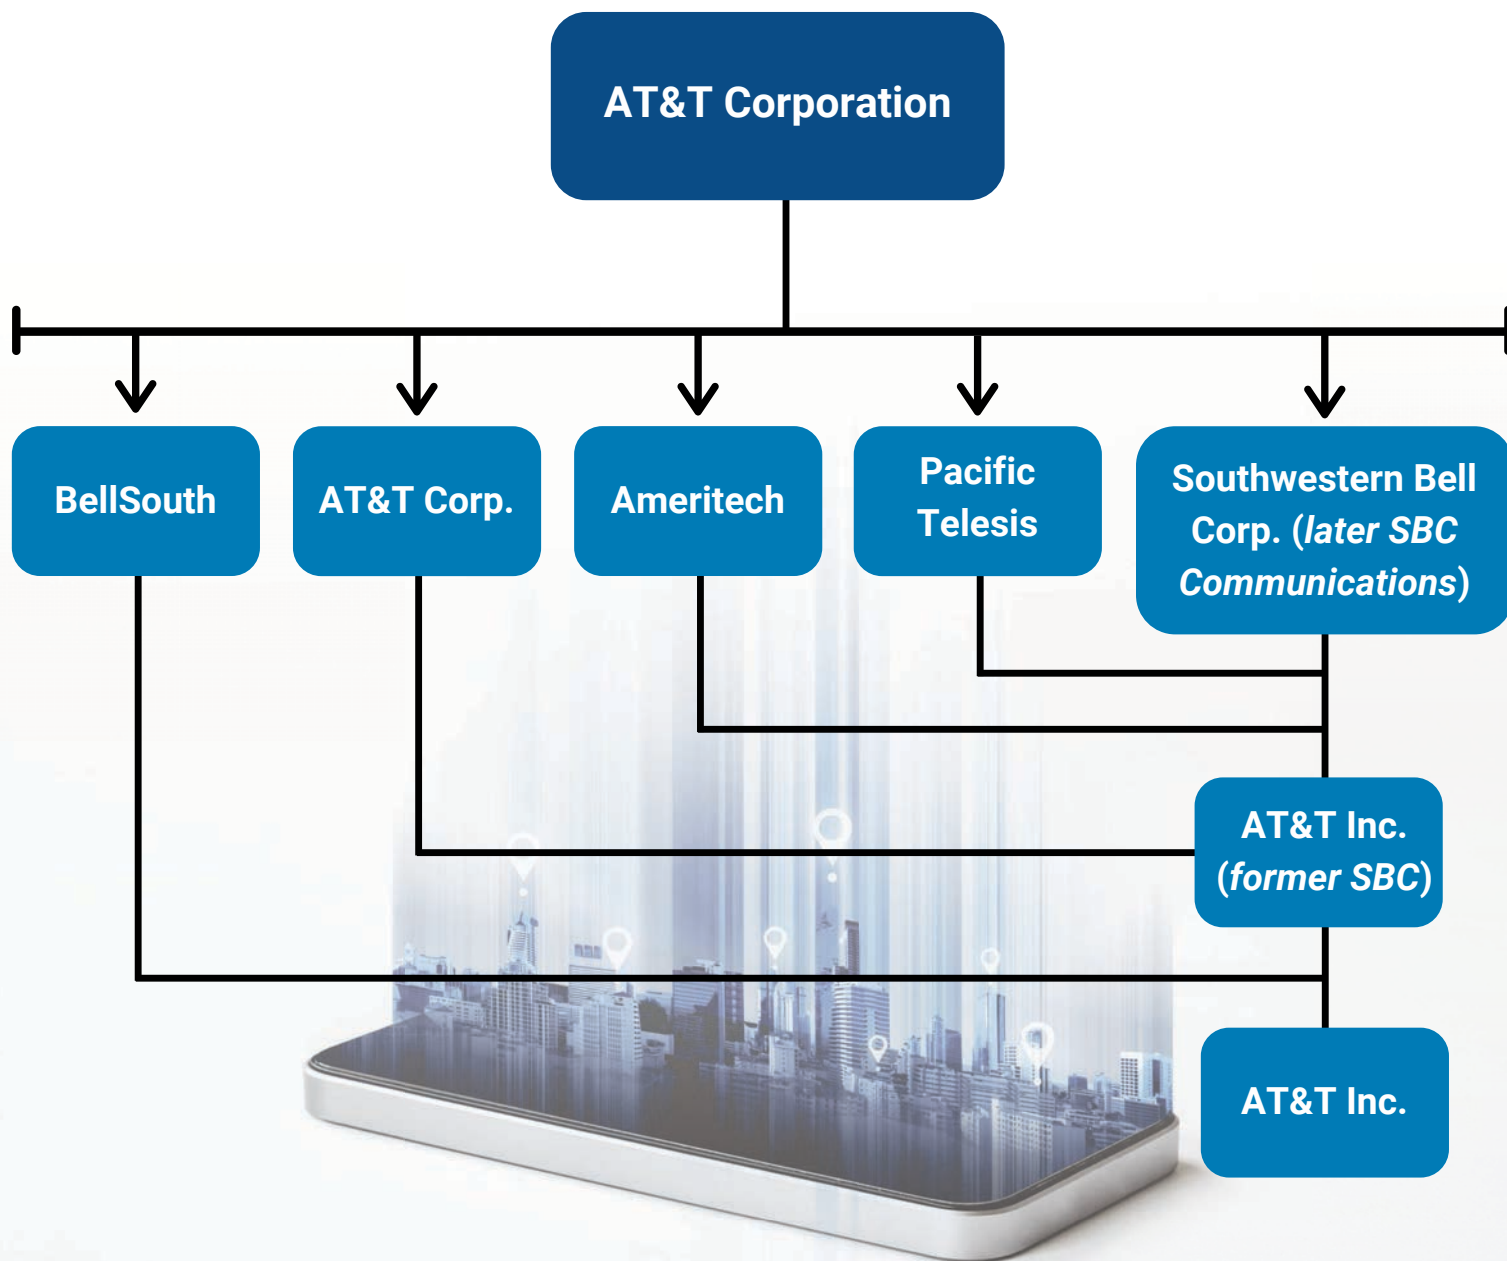 AT&T Corporation
BellSouth
AT&T Corp.
Ameritech
Pacific
Telesis
Southwestern Bell
Corp. (later SBC
Communications)
AT&T Inc.
(former SBC)
AT&T Inc.